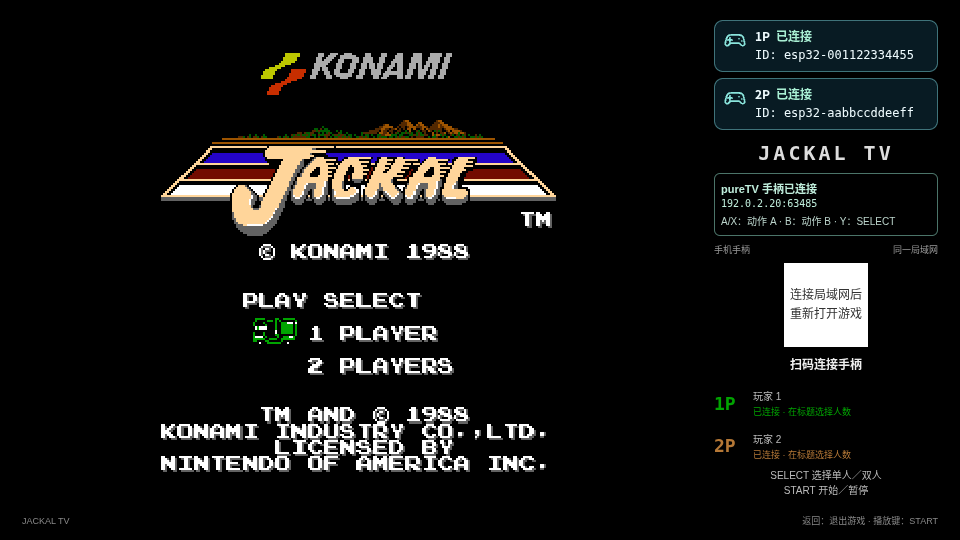 KONAMI
JACKAL
TM
© KONAMI 1988
PLAY SELECT
1 PLAYER
2 PLAYERS
TM AND © 1988
KONAMI INDUSTRY CO.,LTD.
LICENSED BY
NINTENDO OF AMERICA INC.
JACKAL TV
1P 已连接
ID: esp32-001122334455
2P 已连接
ID: esp32-aabbccddeeff
JACKAL TV
pureTV 手柄已连接
192.0.2.20:63485
A/X：动作 A · B：动作 B · Y：SELECT
手机手柄 同一局域网
连接局域网后
重新打开游戏
扫码连接手柄
1P 玩家 1
已连接 · 在标题选择人数
2P 玩家 2
已连接 · 在标题选择人数
SELECT 选择单人／双人
START 开始／暂停
返回：退出游戏 · 播放键：START